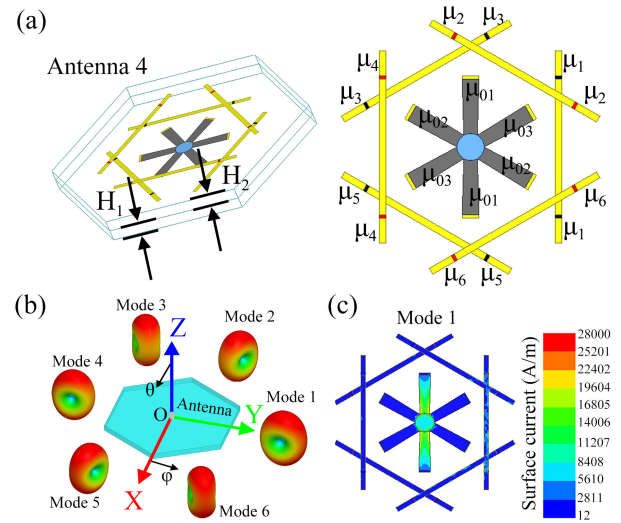 (a)
Antenna 4
H1
H2
μ2
μ3
μ4
μ1
μ3
μ01
μ2
μ02
μ03
μ03
μ02
μ5
μ01
μ6
μ4
μ1
μ6
μ5
(b)
Mode 3
Z
Mode 2
Mode 4
θ
Mode 1
O
Antenna
Y
Mode 5
X
φ
Mode 6
(c)
Mode 1
Surface current (A/m)
28000
25201
22402
19604
16805
14006
11207
8408
5610
2811
12